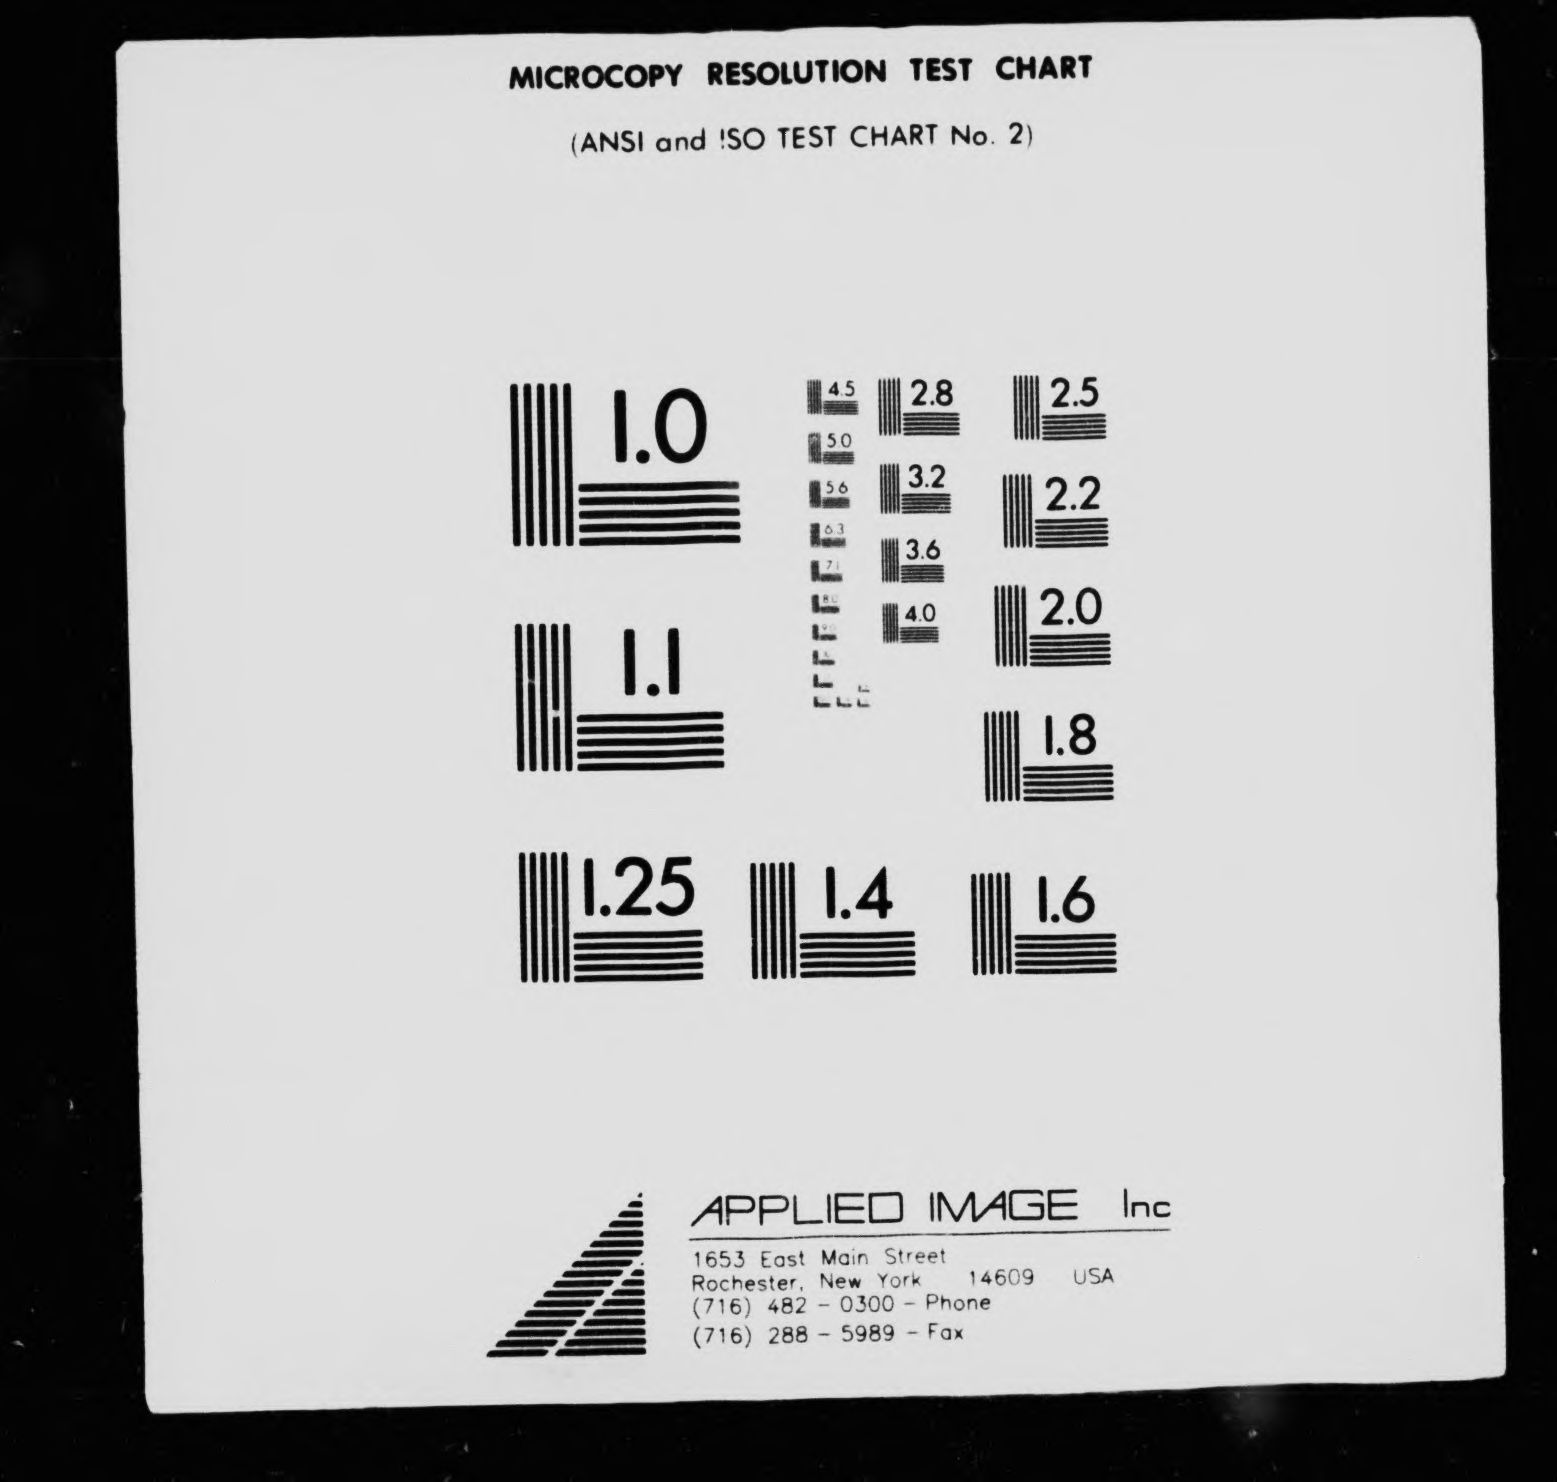 MICROCOPY RESOLUTION TEST CHART
(ANSI and ISO TEST CHART No. 2)
1.0
1.1
1.25
1.4
1.6
1.8
2.0
2.2
2.5
2.8
3.2
3.6
4.0
4.5
5.0
5.6
6.3
7.1
APPLIED IMAGE Inc
1653 East Main Street
Rochester, New York 14609 USA
(716) 482 - 0300 - Phone
(716) 288 - 5989 - Fax